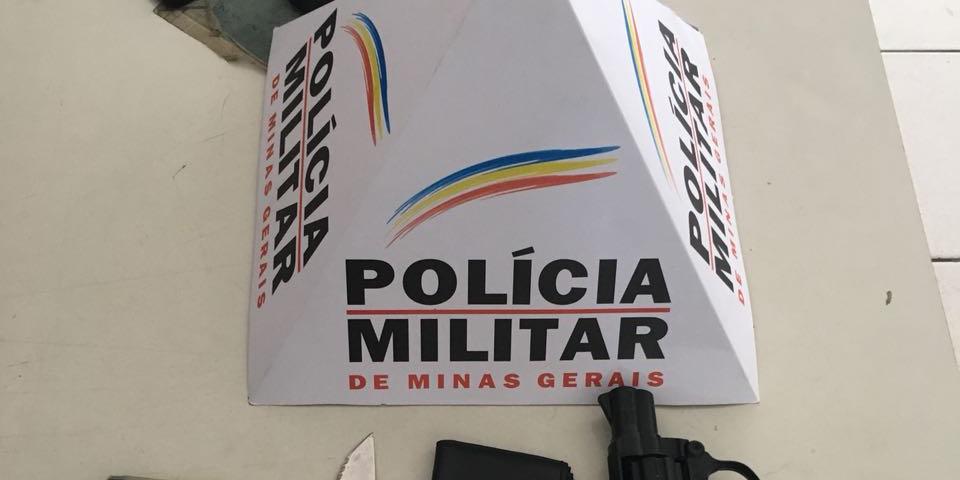 POLÍCIA
MILITAR
DE MINAS GERAIS
POLÍCIA
MILITAR
DE MINAS GERAIS
POLÍCIA
MILITAR
DE MINAS GERAIS